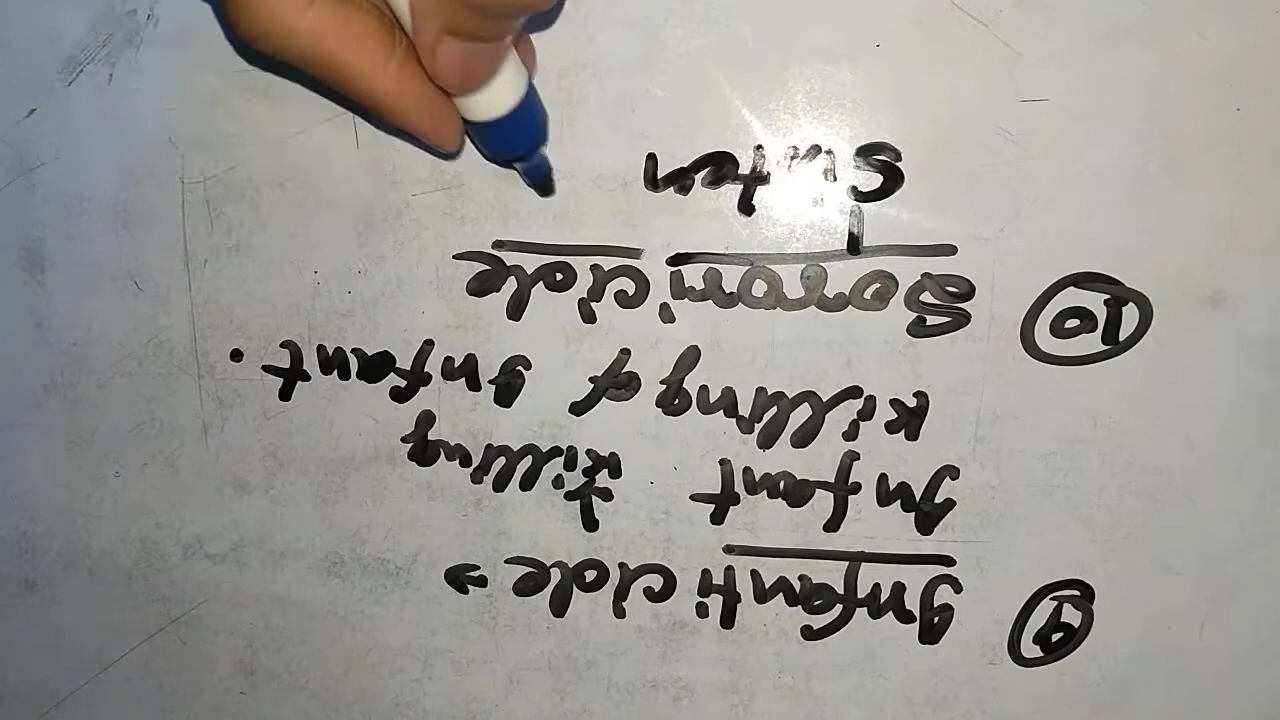 9 Infanticide →
Infant killing
killing of Infant.
10 Sororicide
Sister